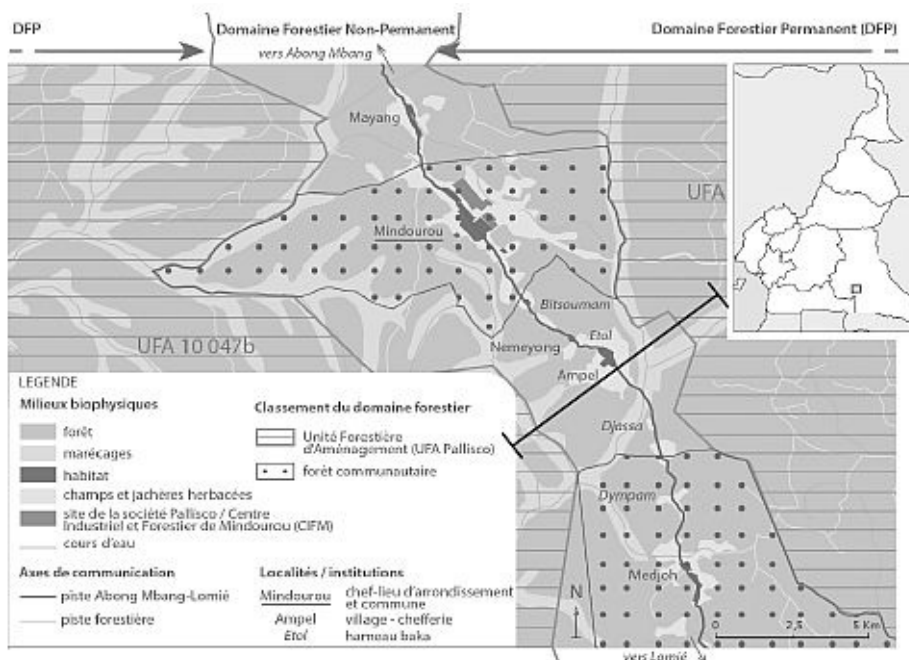 DFP
Domaine Forestier Non-Permanent
Domaine Forestier Permanent (DFP)
vers Abong Mbang
Mayang
UFA
Mindourou
Bitsoumam
Etol
UFA 10 047b
Nemeyong
Ampel
Djassa
Dympam
Medjoh
N
0 2,5 5 Km
vers Lomié
LEGENDE
Milieux biophysiques
forêt
marécages
habitat
champs et jachères herbacées
site de la société Pallisco / Centre
Industriel et Forestier de Mindourou (CIFM)
cours d'eau
Classement du domaine forestier
Unité Forestière
d'Aménagement (UFA Pallisco)
forêt communautaire
Axes de communication
piste Abong Mbang-Lomié
piste forestière
Localités / institutions
Mindourou chef-lieu d'arrondissement
et commune
Ampel village - chefferie
Etol hameau baka